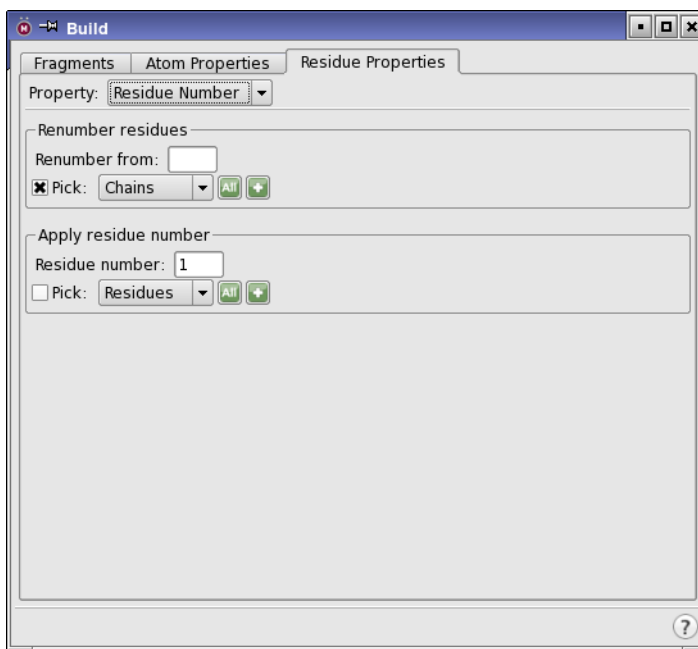 Build
Fragments Atom Properties Residue Properties
Property: Residue Number
Renumber residues
Renumber from:
Pick: Chains All
Apply residue number
Residue number: 1
Pick: Residues All
?